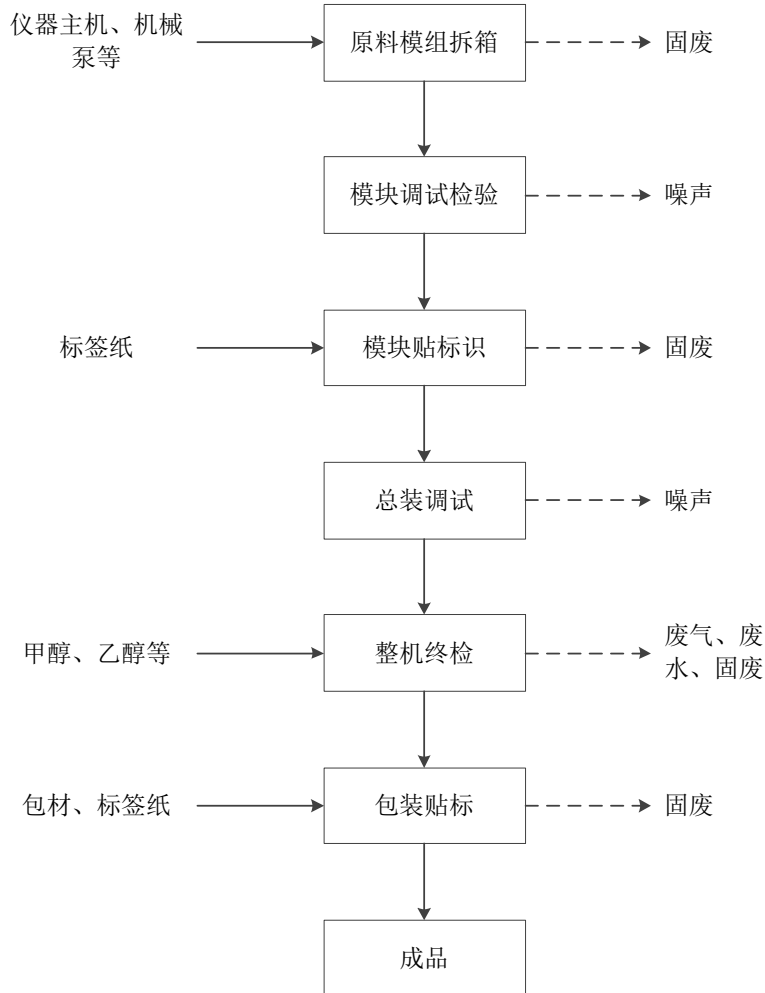 仪器主机、机械
泵等
原料模组拆箱
固废
模块调试检验
噪声
标签纸
模块贴标识
固废
总装调试
噪声
甲醇、乙醇等
整机终检
废气、废
水、固废
包材、标签纸
包装贴标
固废
成品